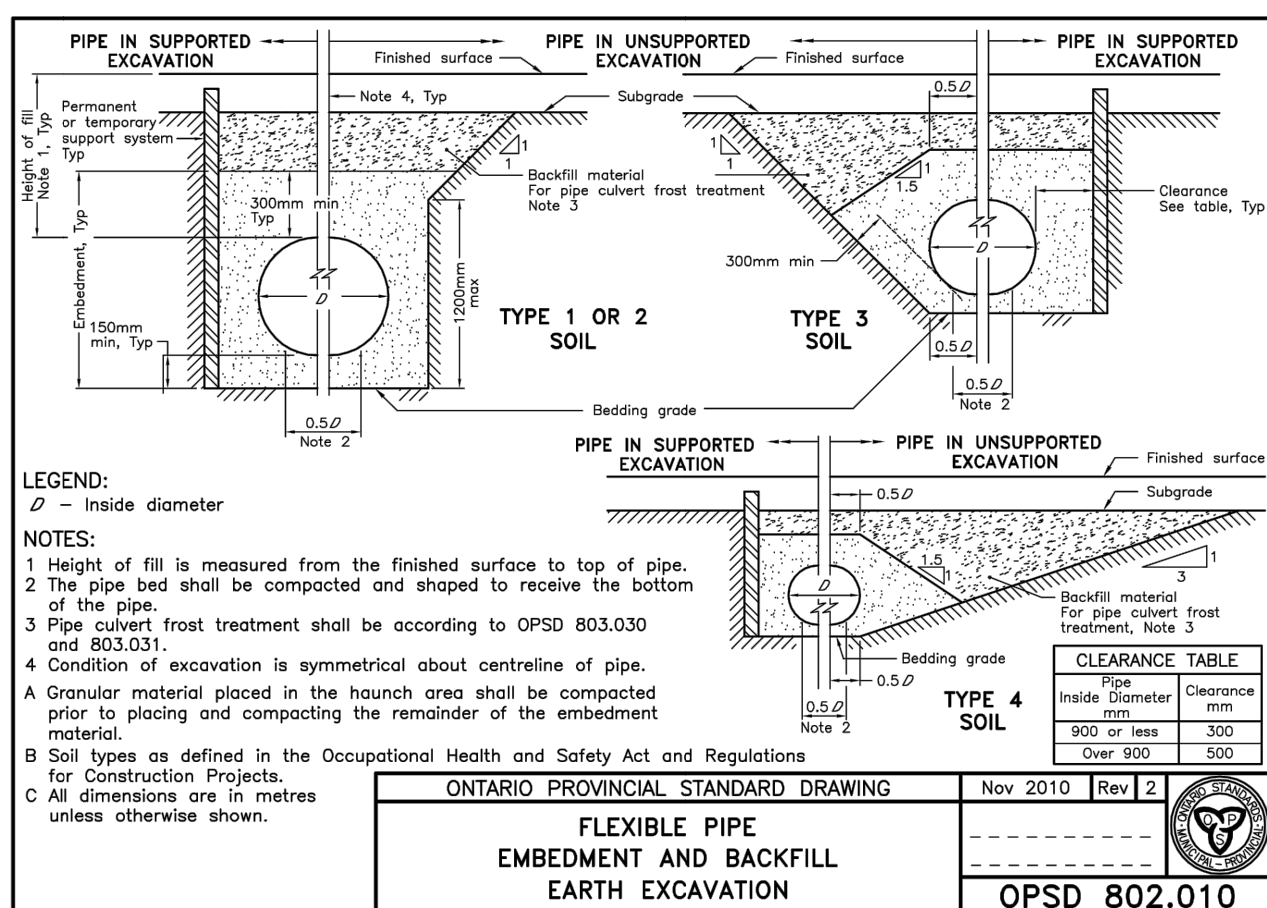 PIPE IN SUPPORTED
EXCAVATION
Finished surface
PIPE IN UNSUPPORTED
EXCAVATION
Finished surface
PIPE IN SUPPORTED
EXCAVATION
Height of fill
Note 1, Typ
Permanent
or temporary
support system
Typ
Note 4, Typ
Subgrade
0.5D
1
1
1
1
1
1.5
Backfill material
For pipe culvert frost treatment
Note 3
Clearance
See table, Typ
300mm min
Typ
Embedment, Typ
D
D
300mm min
1200mm
max
150mm
min, Typ
TYPE 1 OR 2
SOIL
TYPE 3
SOIL
0.5D
0.5D
Note 2
Bedding grade
0.5D
Note 2
PIPE IN SUPPORTED
EXCAVATION
PIPE IN UNSUPPORTED
EXCAVATION
Finished surface
0.5D
Subgrade
D
1.5
1
1
3
Backfill material
For pipe culvert frost
treatment, Note 3
Bedding grade
0.5D
0.5D
Note 2
TYPE 4
SOIL
LEGEND:
D – Inside diameter
NOTES:
1 Height of fill is measured from the finished surface to top of pipe.
2 The pipe bed shall be compacted and shaped to receive the bottom
of the pipe.
3 Pipe culvert frost treatment shall be according to OPSD 803.030
and 803.031.
4 Condition of excavation is symmetrical about centreline of pipe.
A Granular material placed in the haunch area shall be compacted
prior to placing and compacting the remainder of the embedment
material.
B Soil types as defined in the Occupational Health and Safety Act and Regulations
for Construction Projects.
C All dimensions are in metres
unless otherwise shown.
CLEARANCE TABLE
Pipe
Inside Diameter
mm
Clearance
mm
900 or less 300
Over 900 500
ONTARIO PROVINCIAL STANDARD DRAWING
Nov 2010 Rev 2
FLEXIBLE PIPE
EMBEDMENT AND BACKFILL
EARTH EXCAVATION
ONTARIO STANDARDS
MUNICIPAL – PROVINCIAL
O P S
OPSD 802.010